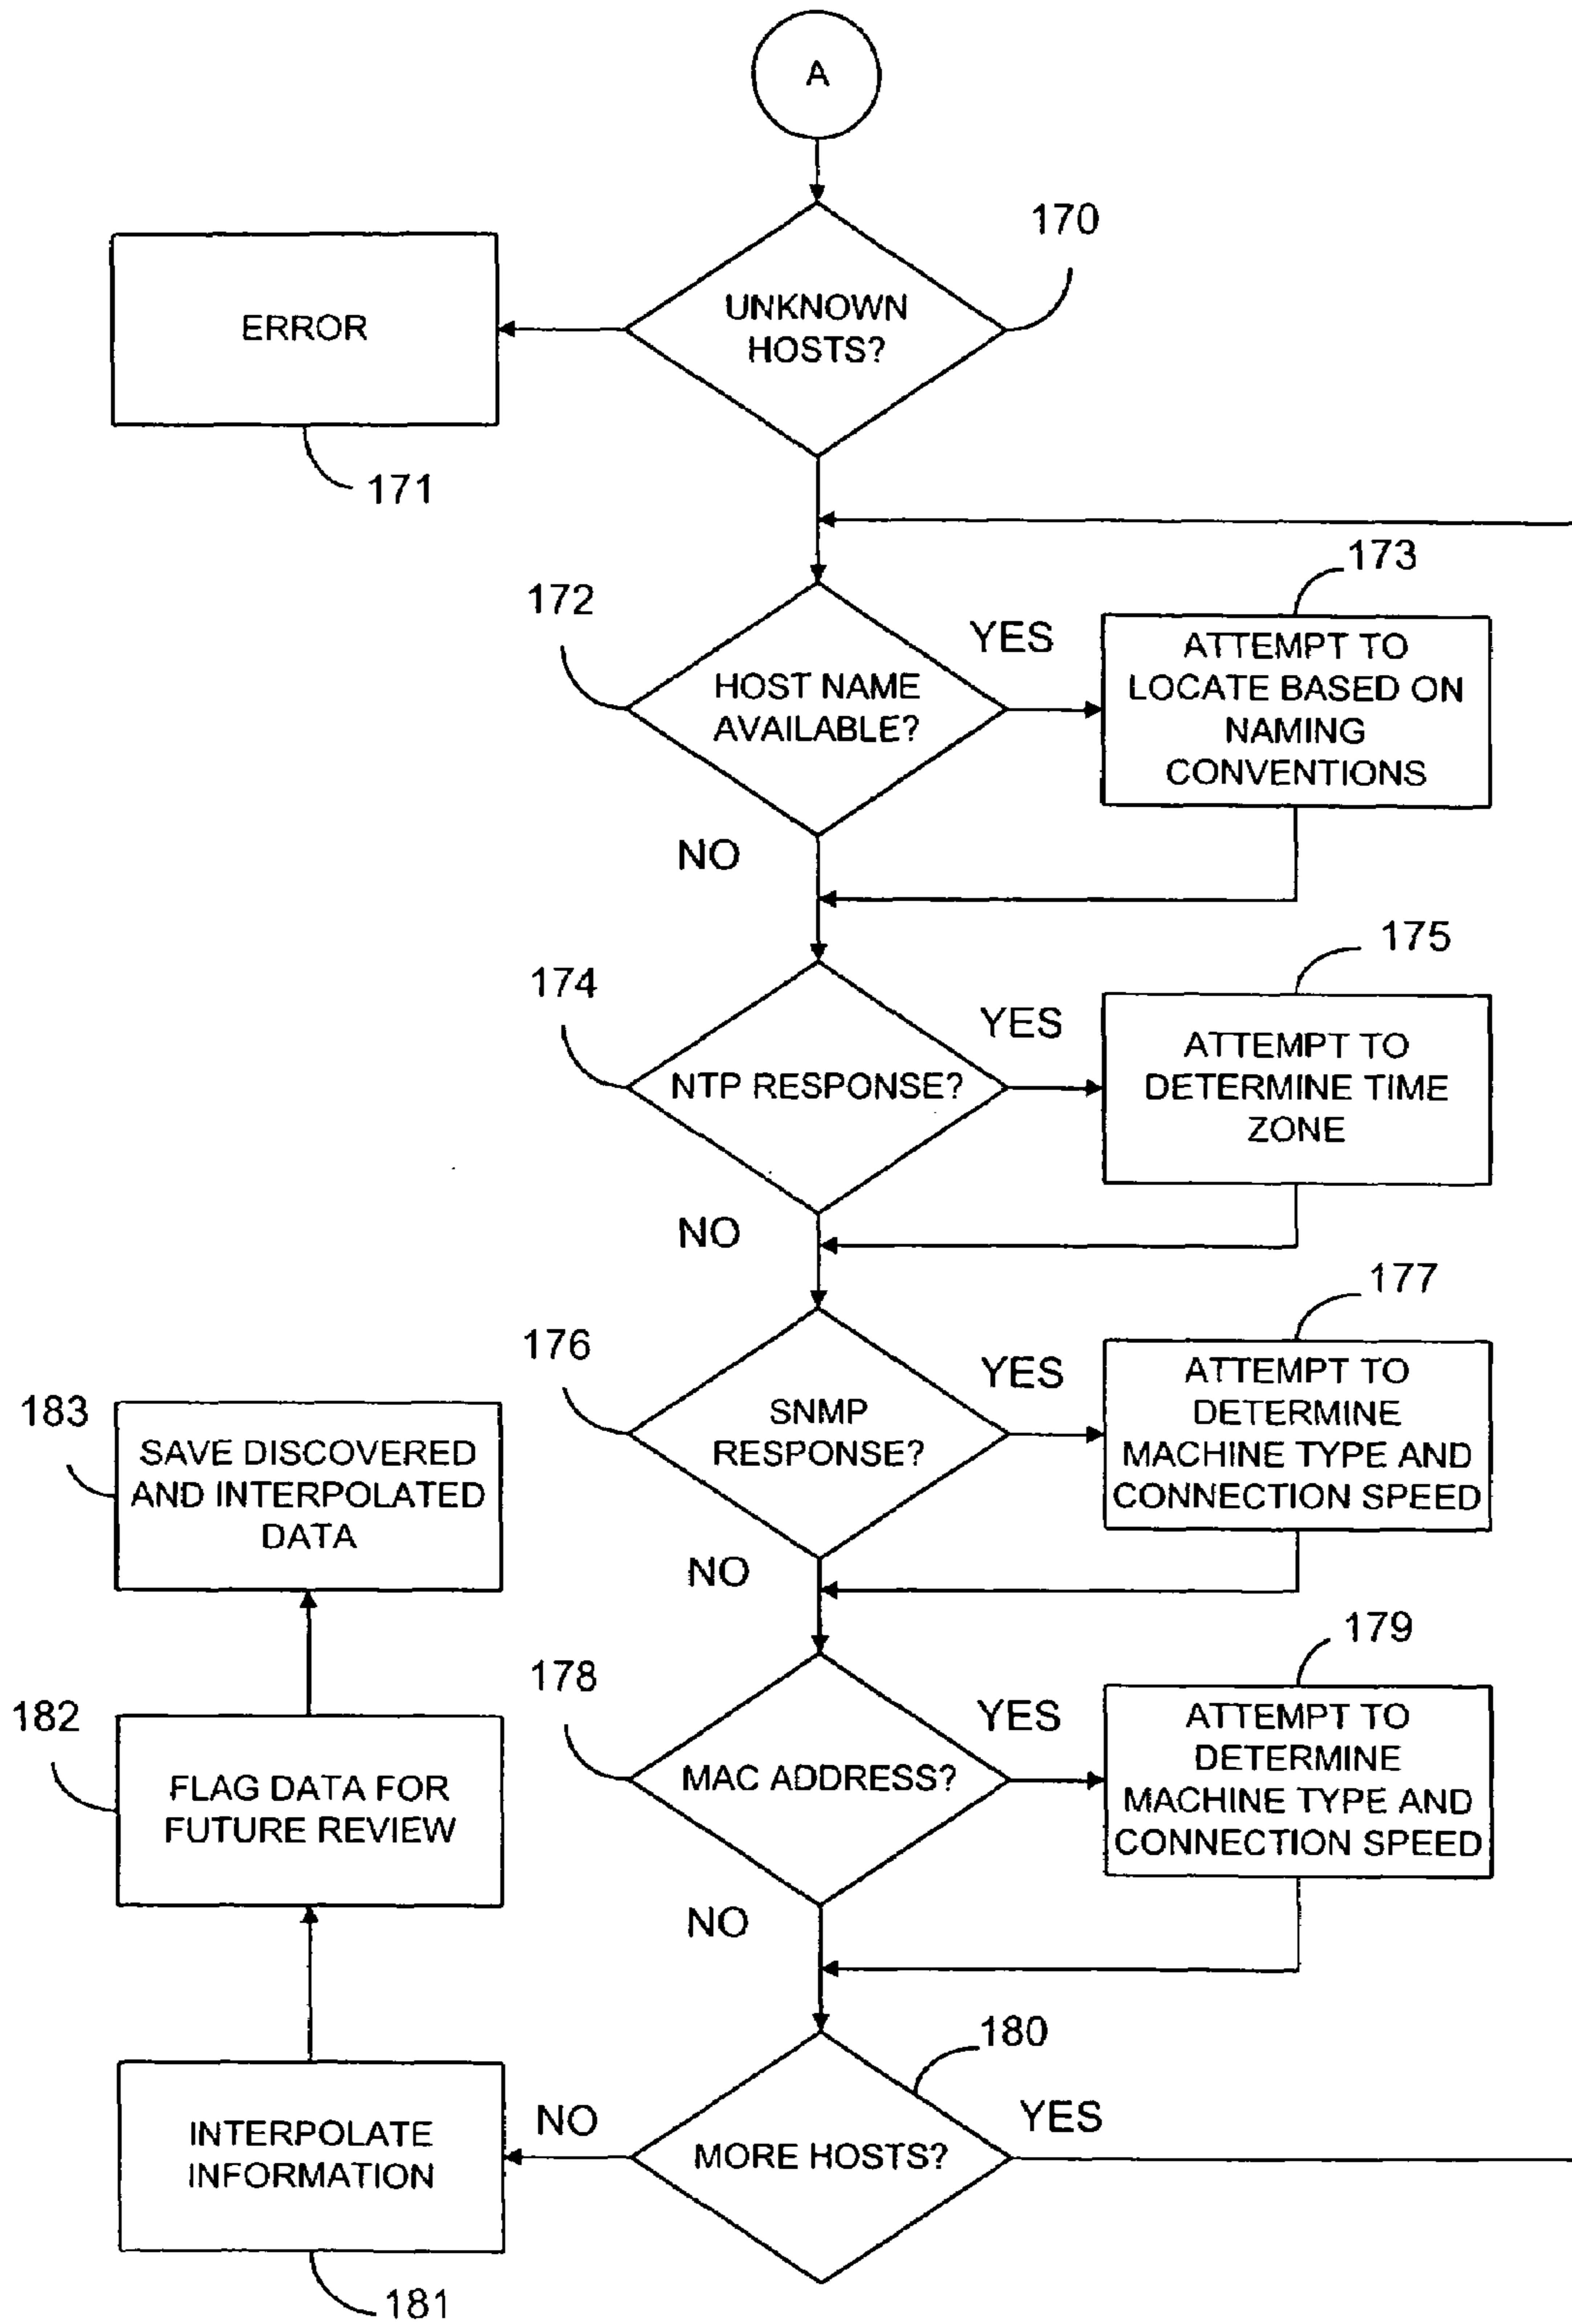 A
170
UNKNOWN
HOSTS?
ERROR
171
172
HOST NAME
AVAILABLE?
YES
173
ATTEMPT TO
LOCATE BASED ON
NAMING
CONVENTIONS
NO
174
NTP RESPONSE?
YES
175
ATTEMPT TO
DETERMINE TIME
ZONE
NO
176
SNMP
RESPONSE?
YES
177
ATTEMPT TO
DETERMINE
MACHINE TYPE AND
CONNECTION SPEED
NO
178
MAC ADDRESS?
YES
179
ATTEMPT TO
DETERMINE
MACHINE TYPE AND
CONNECTION SPEED
NO
180
MORE HOSTS?
YES
NO
INTERPOLATE
INFORMATION
181
182
FLAG DATA FOR
FUTURE REVIEW
183
SAVE DISCOVERED
AND INTERPOLATED
DATA